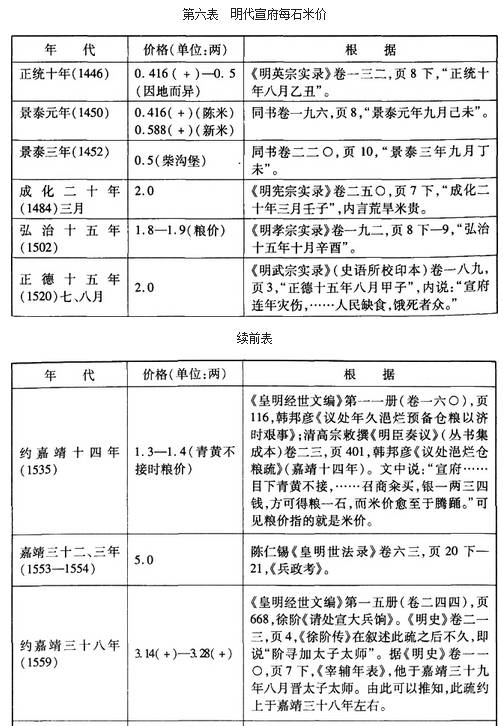 第六表 明代宣府每石米价
年 代 价格(单位:两) 根 据
正统十年(1446) 0.416(+)—0.5 《明英宗实录》卷一三二，页8下，“正统十
(因地而异) 年八月乙丑”。
景泰元年(1450) 0.416(+)(陈米) 同书卷一九六，页8，“景泰元年九月己未”。
0.588(+)(新米)
景泰三年(1452) 0.5(柴沟堡) 同书卷二二〇，页10，“景泰三年九月丁
未”。
成化二十年 2.0 《明宪宗实录》卷二五〇，页7下，“成化二
(1484)三月 十年三月壬子”，内言荒旱米贵。
弘治十五年 1.8—1.9(粮价) 《明孝宗实录》卷一九二，页8下—9，“弘治
(1502) 十五年十月辛酉”。
正德十五年 2.0 《明武宗实录》(史语所校印本)卷一八九，
(1520)七、八月 页3，“正德十五年八月甲子”，内说：“宣府
连年灾伤，……人民缺食，饿死者众。”
续前表
年 代 价格(单位:两) 根 据
约嘉靖十四年 1.3—1.4(青黄不 《皇明经世文编》第一一册(卷一六〇)，页
(1535) 接时粮价) 116，韩邦彦《议处年久浥烂预备仓粮以济
时艰事》；清高宗敕撰《明臣奏议》(丛书集
成本)卷二三，页401，韩邦彦《议处浥烂仓
粮疏》(嘉靖十四年)。文中说：“宣府……
目下青黄不接，……召商籴买，银一两三四
钱，方可得粮一石，而米价愈至于腾踊。”可
见粮价指的就是米价。
嘉靖三十二、三年 5.0 陈仁锡《皇明世法录》卷六三，页20下—
(1553—1554) 21，《兵政考》。
约嘉靖三十八年 3.14(+)—3.28(+) 《皇明经世文编》第一五册(卷二四四)，页
(1559) 668，徐阶《请处宣大兵饷》。《明史》卷二一
三，页4，《徐阶传》在叙述此疏之后不久，即
说“阶寻加太子太师”。据《明史》卷一一
〇，页7下，《宰辅年表》，他于嘉靖三十九
年八月晋太子太师。由此可以推知，此疏约
上于嘉靖三十八年左右。